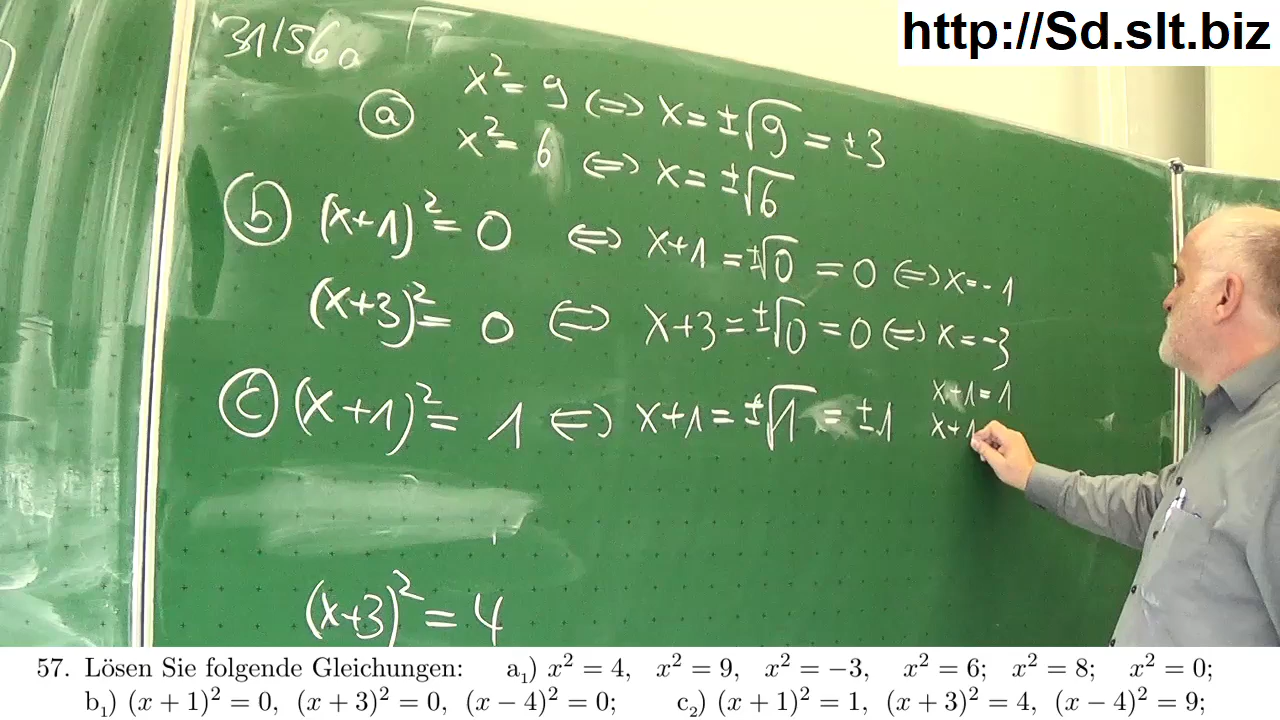 http://Sd.slt.biz
31/56a
x² = 9 ⇔ x = ±√9 = ±3
ⓐ
x² = 6 ⇔ x = ±√6
ⓑ (x+1)² = 0 ⇔ x+1 = ±√0 = 0 ⇔ x = -1
(x+3)² = 0 ⇔ x+3 = ±√0 = 0 ⇔ x = -3
ⓒ (x+1)² = 1 ⇔ x+1 = ±√1 = ±1
x+1 = 1
x+1
(x+3)² = 4
57. Lösen Sie folgende Gleichungen: a₁) x² = 4, x² = 9, x² = −3, x² = 6; x² = 8; x² = 0;
b₁) (x + 1)² = 0, (x + 3)² = 0, (x − 4)² = 0; c₂) (x + 1)² = 1, (x + 3)² = 4, (x − 4)² = 9;